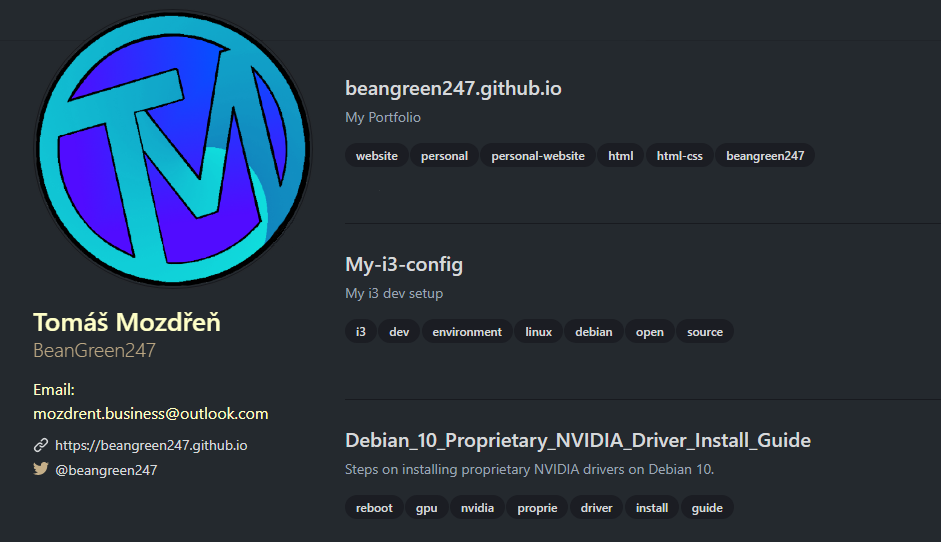 TM
Tomáš Mozdřeň
BeanGreen247
Email:
mozdrent.business@outlook.com
https://beangreen247.github.io
@beangreen247
beangreen247.github.io
My Portfolio
website personal personal-website html html-css beangreen247
My-i3-config
My i3 dev setup
i3 dev environment linux debian open source
Debian_10_Proprietary_NVIDIA_Driver_Install_Guide
Steps on installing proprietary NVIDIA drivers on Debian 10.
reboot gpu nvidia proprie driver install guide